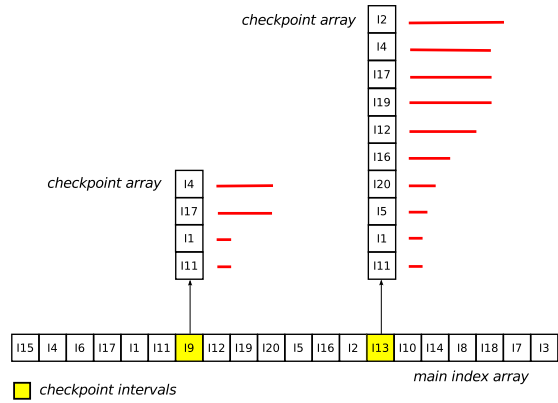 checkpoint array
I2
I4
I17
I19
I12
I16
I20
I5
I1
I11
checkpoint array
I4
I17
I1
I11
I15 I4 I6 I17 I1 I11 I9 I12 I19 I20 I5 I16 I2 I13 I10 I14 I8 I18 I7 I3
main index array
checkpoint intervals